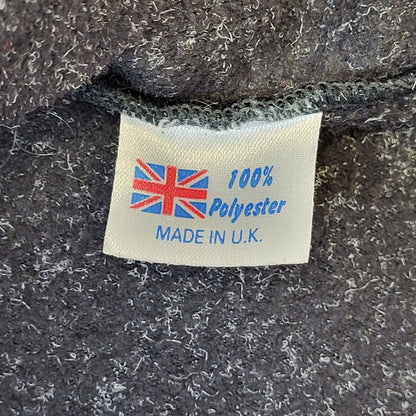 100%
Polyester
MADE IN U.K.